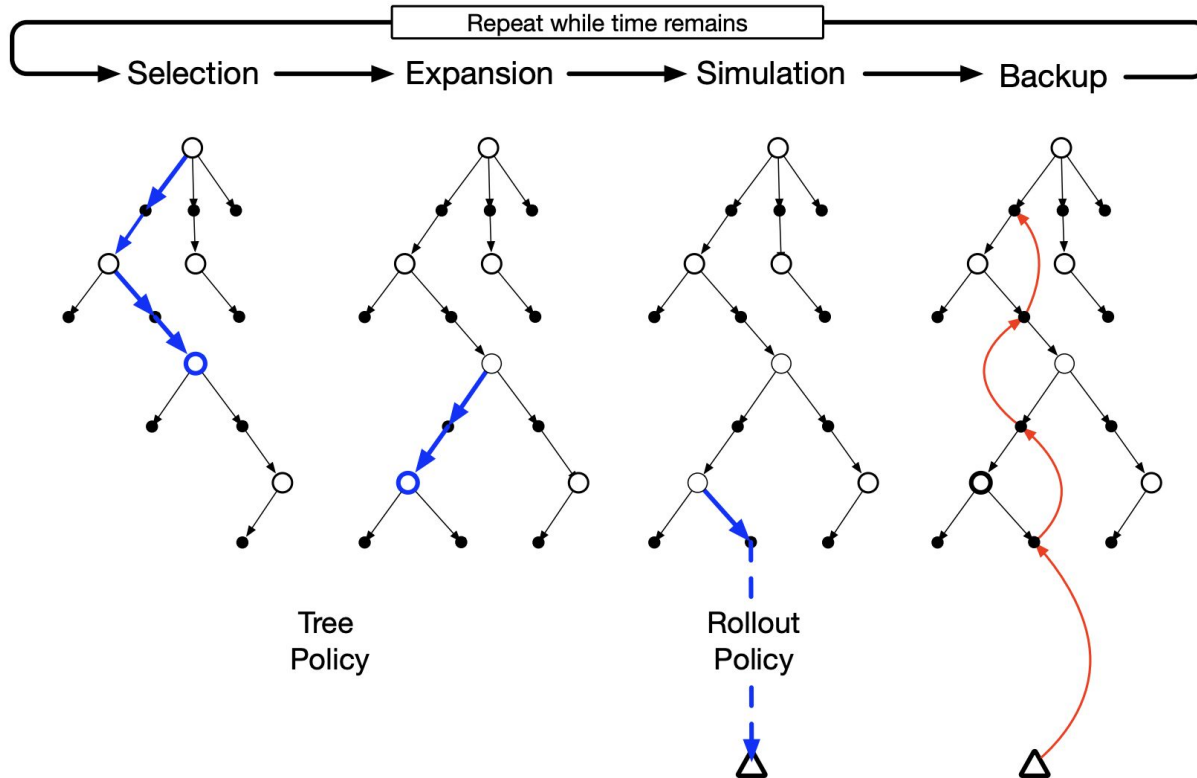 Repeat while time remains
Selection
Expansion
Simulation
Backup
Tree
Policy
Rollout
Policy